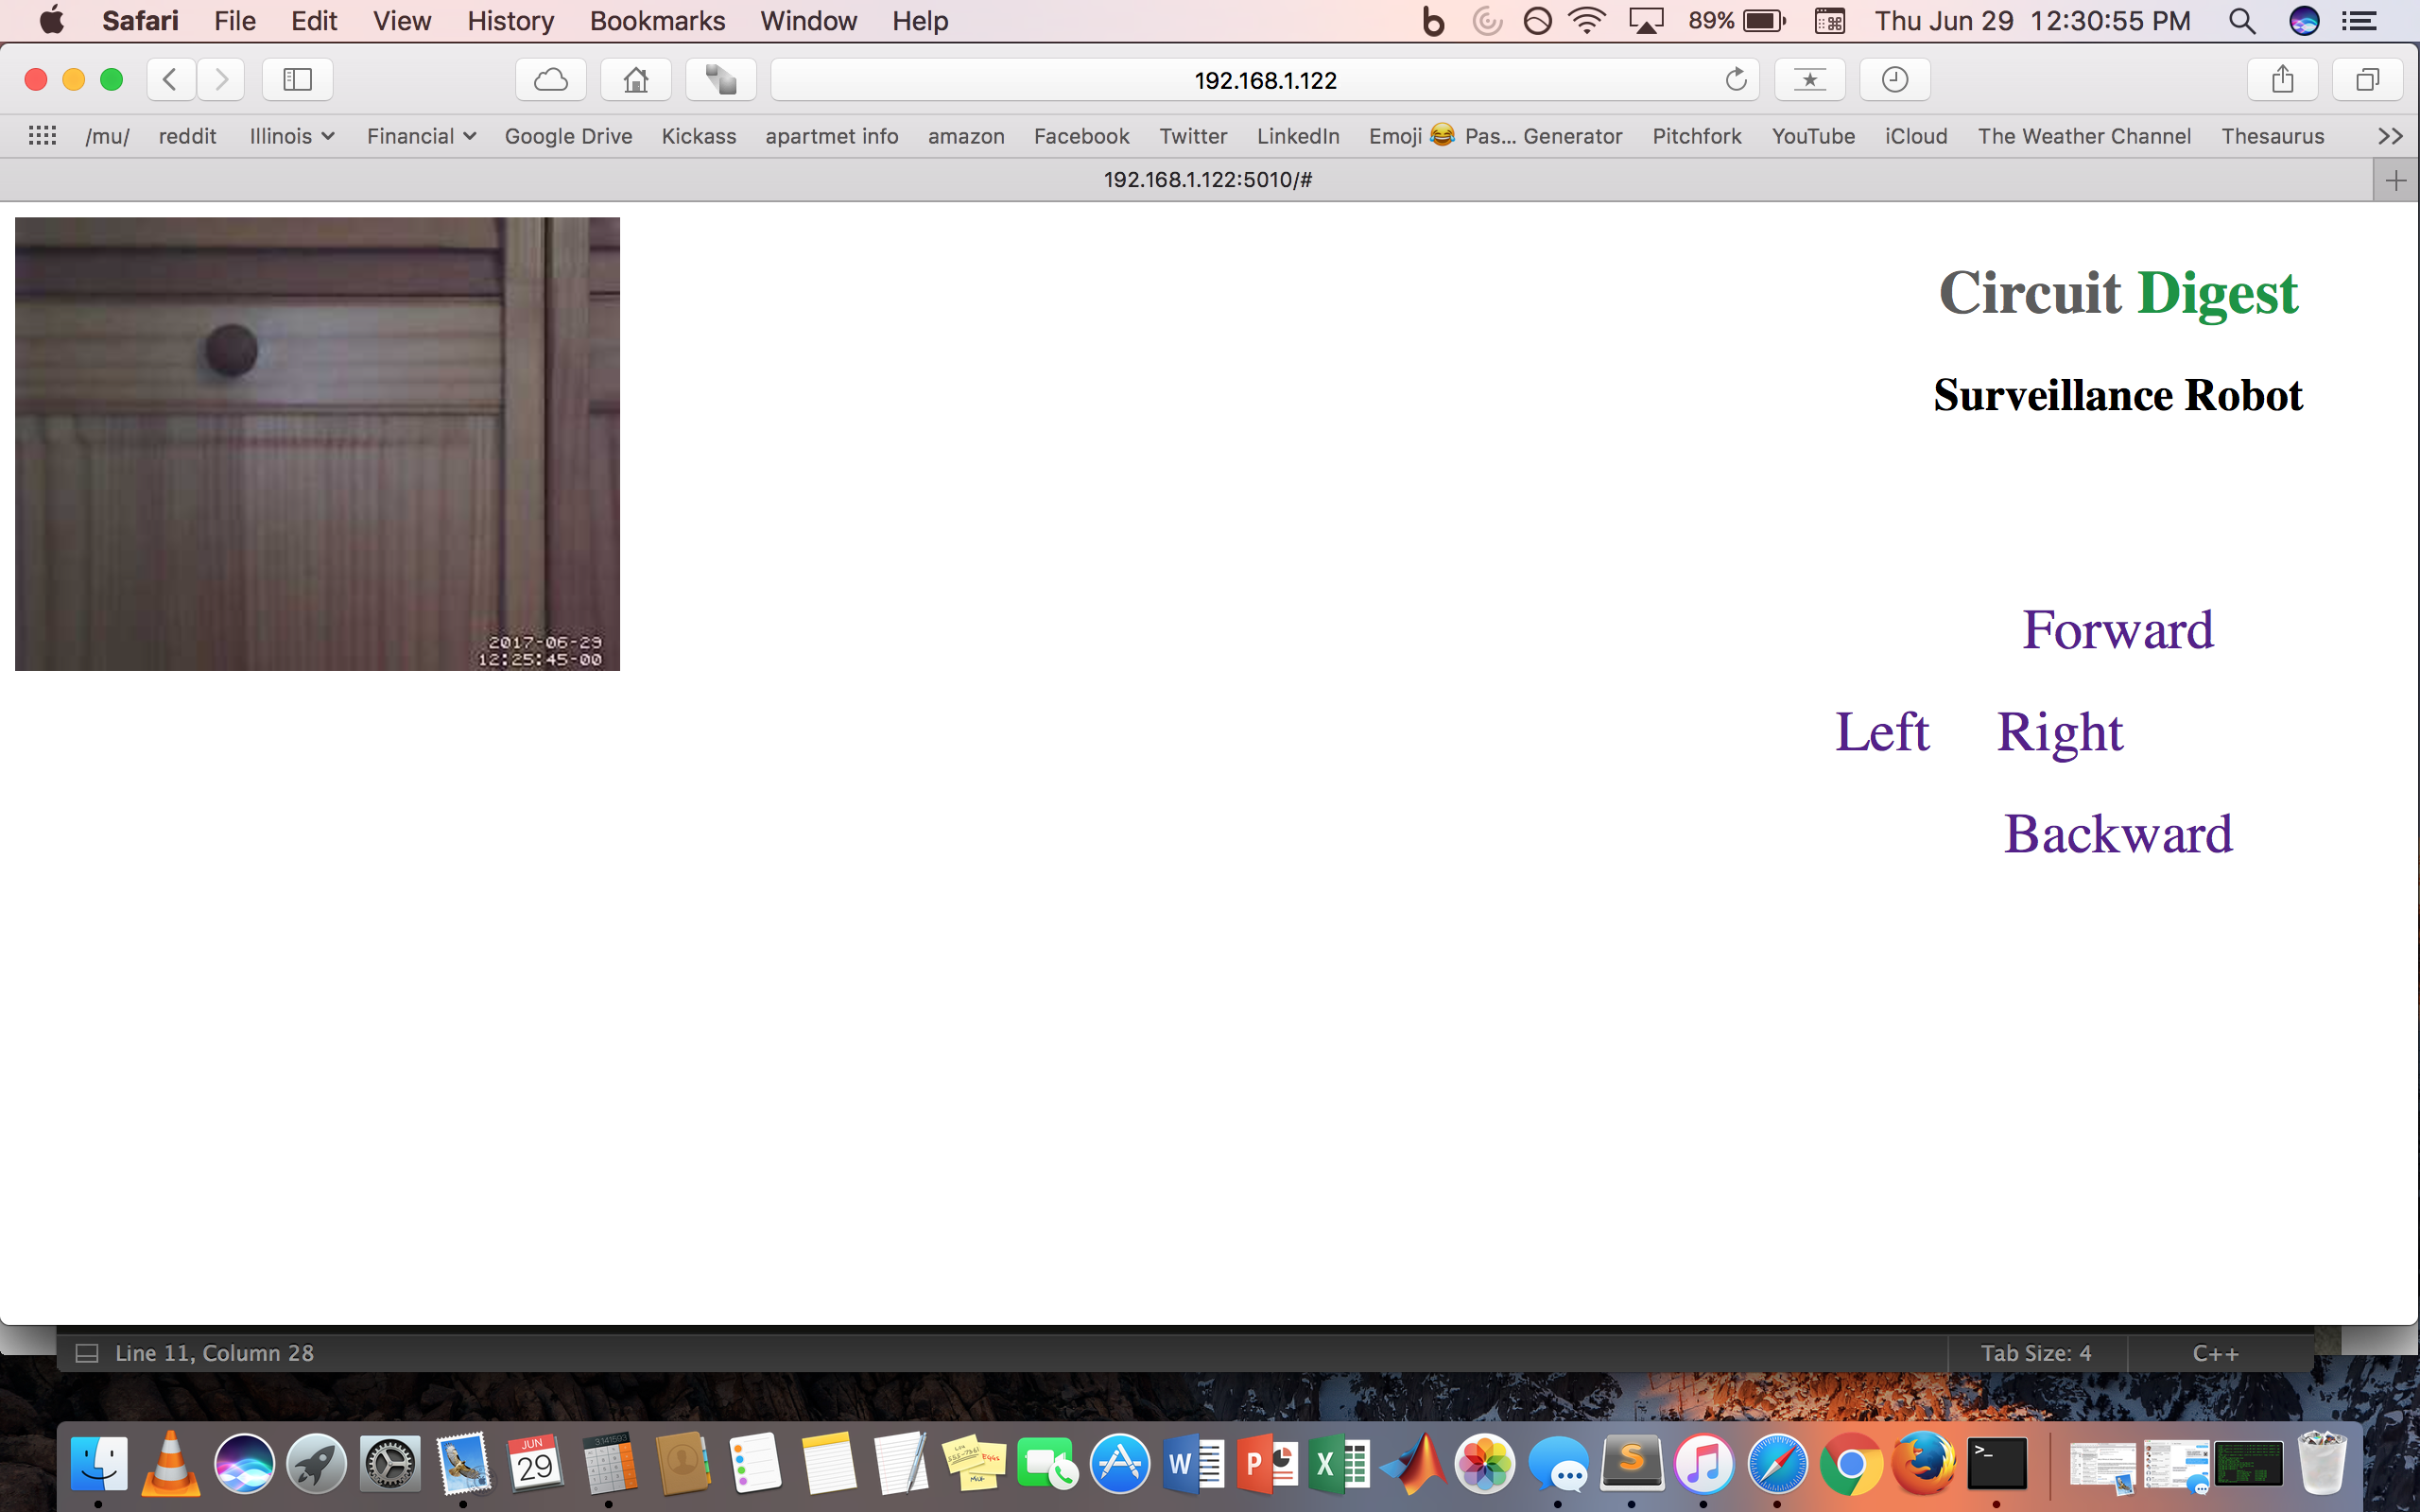 Safari File Edit View History Bookmarks Window Help 89% Thu Jun 29 12:30:55 PM
192.168.1.122
/mu/ reddit Illinois Financial Google Drive Kickass apartmet info amazon Facebook Twitter LinkedIn Emoji 😂 Pas... Generator Pitchfork YouTube iCloud The Weather Channel Thesaurus
192.168.1.122:5010/#
Circuit Digest
Surveillance Robot
2017-06-29
12:25:45-00
Forward
Left Right
Backward
Line 11, Column 28 Tab Size: 4 C++
JUN
29